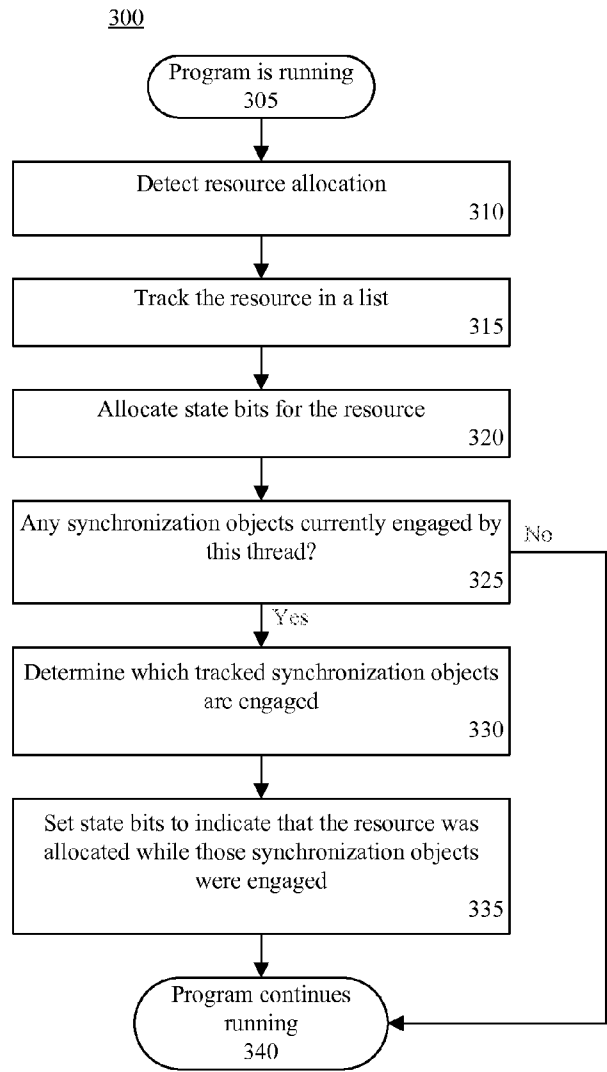 300
Program is running
305
Detect resource allocation
310
Track the resource in a list
315
Allocate state bits for the resource
320
Any synchronization objects currently engaged by
this thread?
325
No
Yes
Determine which tracked synchronization objects
are engaged
330
Set state bits to indicate that the resource was
allocated while those synchronization objects
were engaged
335
Program continues
running
340